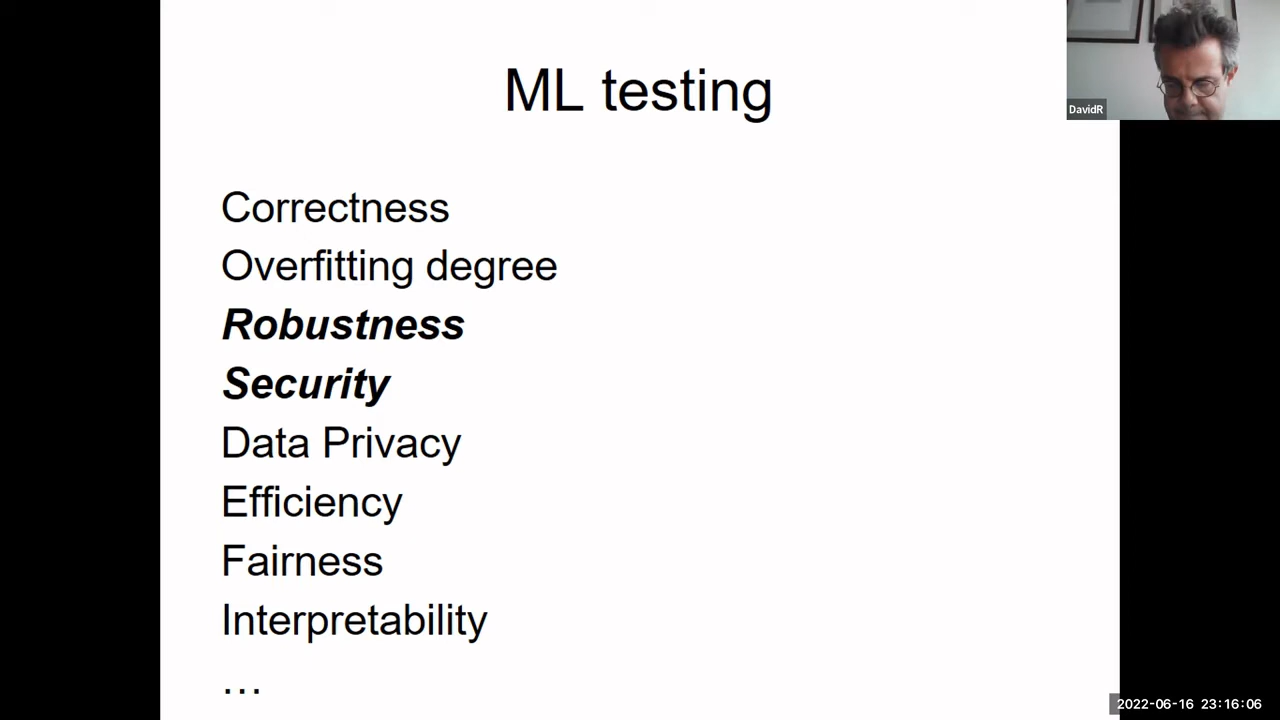 ML testing
DavidR
Correctness
Overfitting degree
Robustness
Security
Data Privacy
Efficiency
Fairness
Interpretability
…
2022-06-16 23:16:06